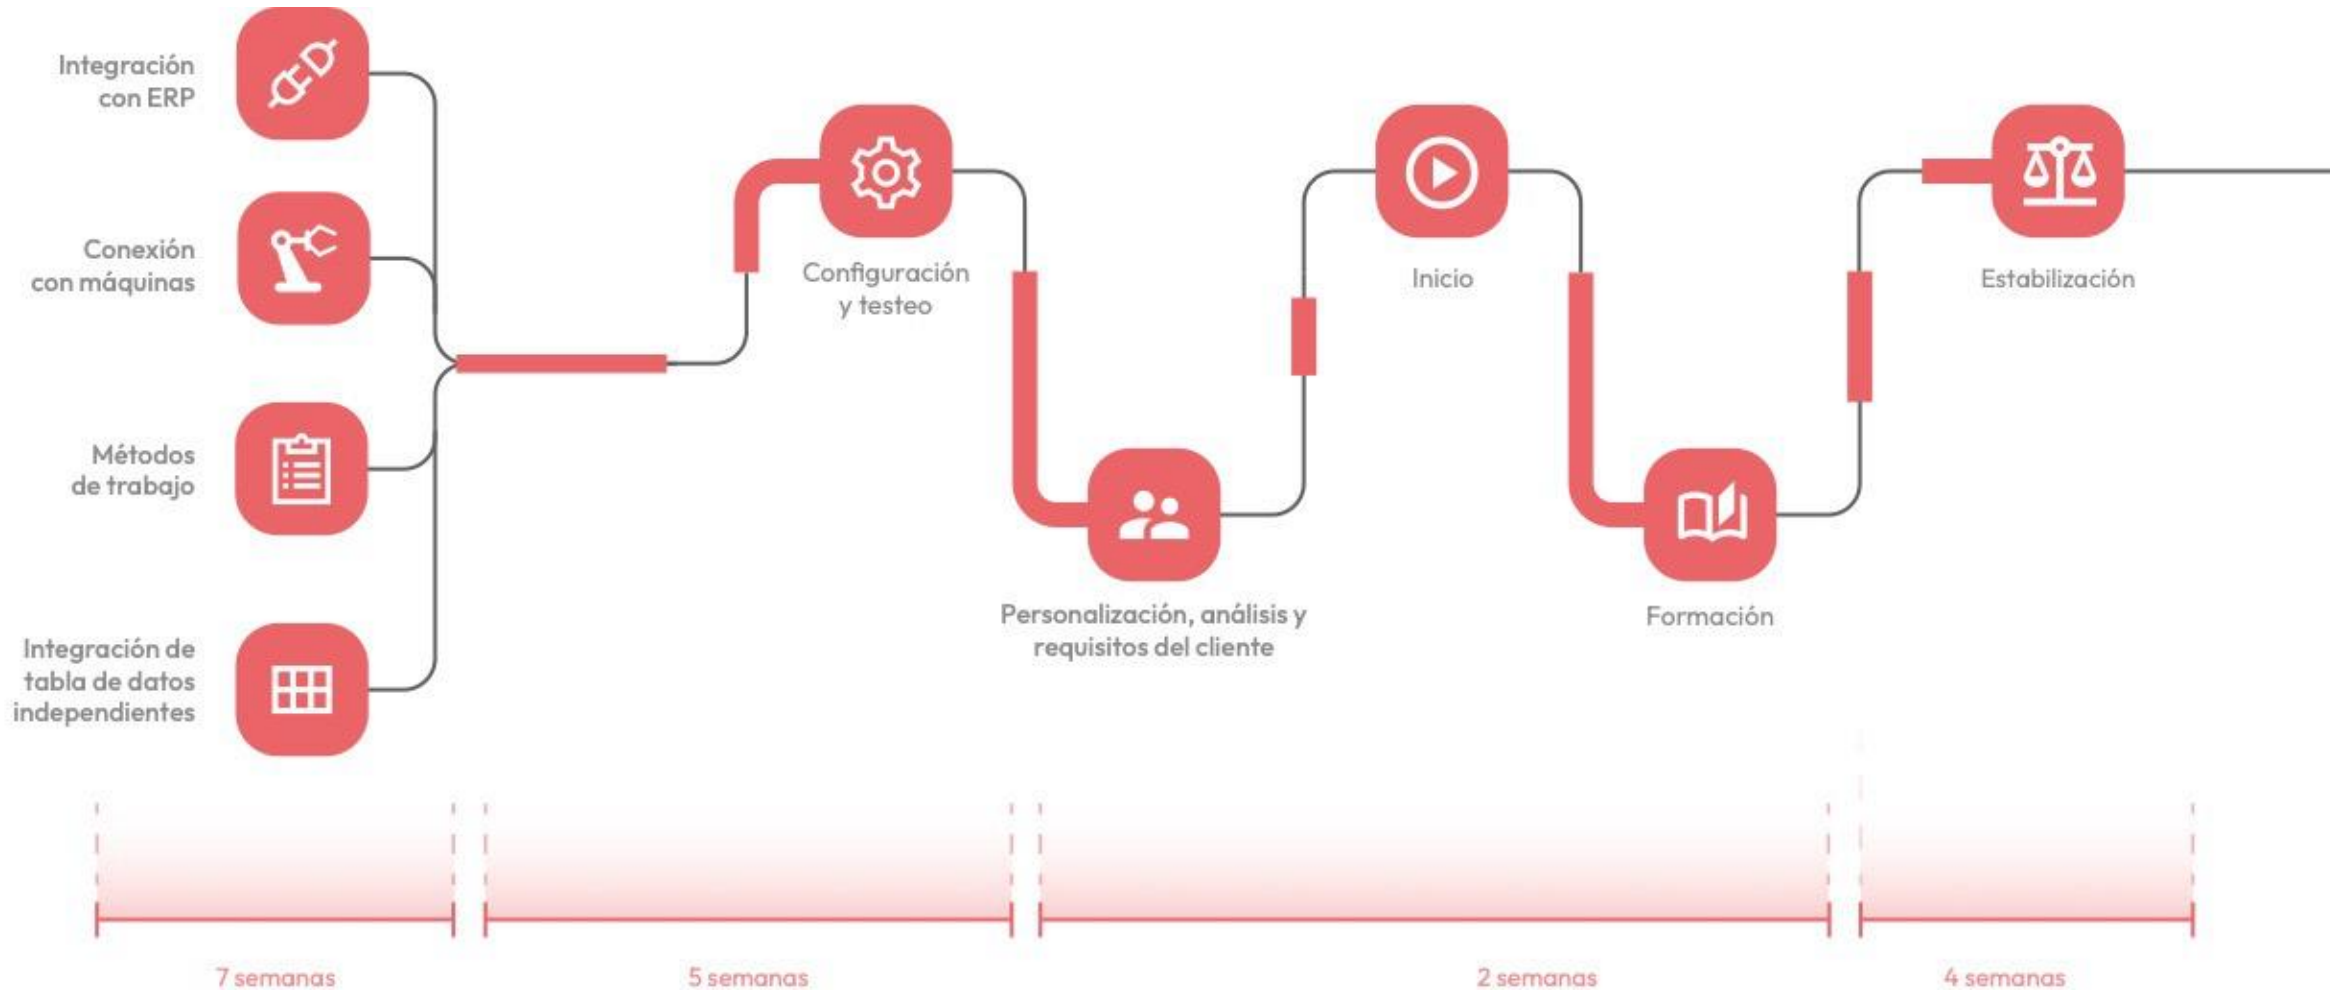 Integración
con ERP
Conexión
con máquinas
Métodos
de trabajo
Integración de
tabla de datos
independientes
Configuración
y testeo
Personalización, análisis y
requisitos del cliente
Inicio
Formación
Estabilización
7 semanas
5 semanas
2 semanas
4 semanas